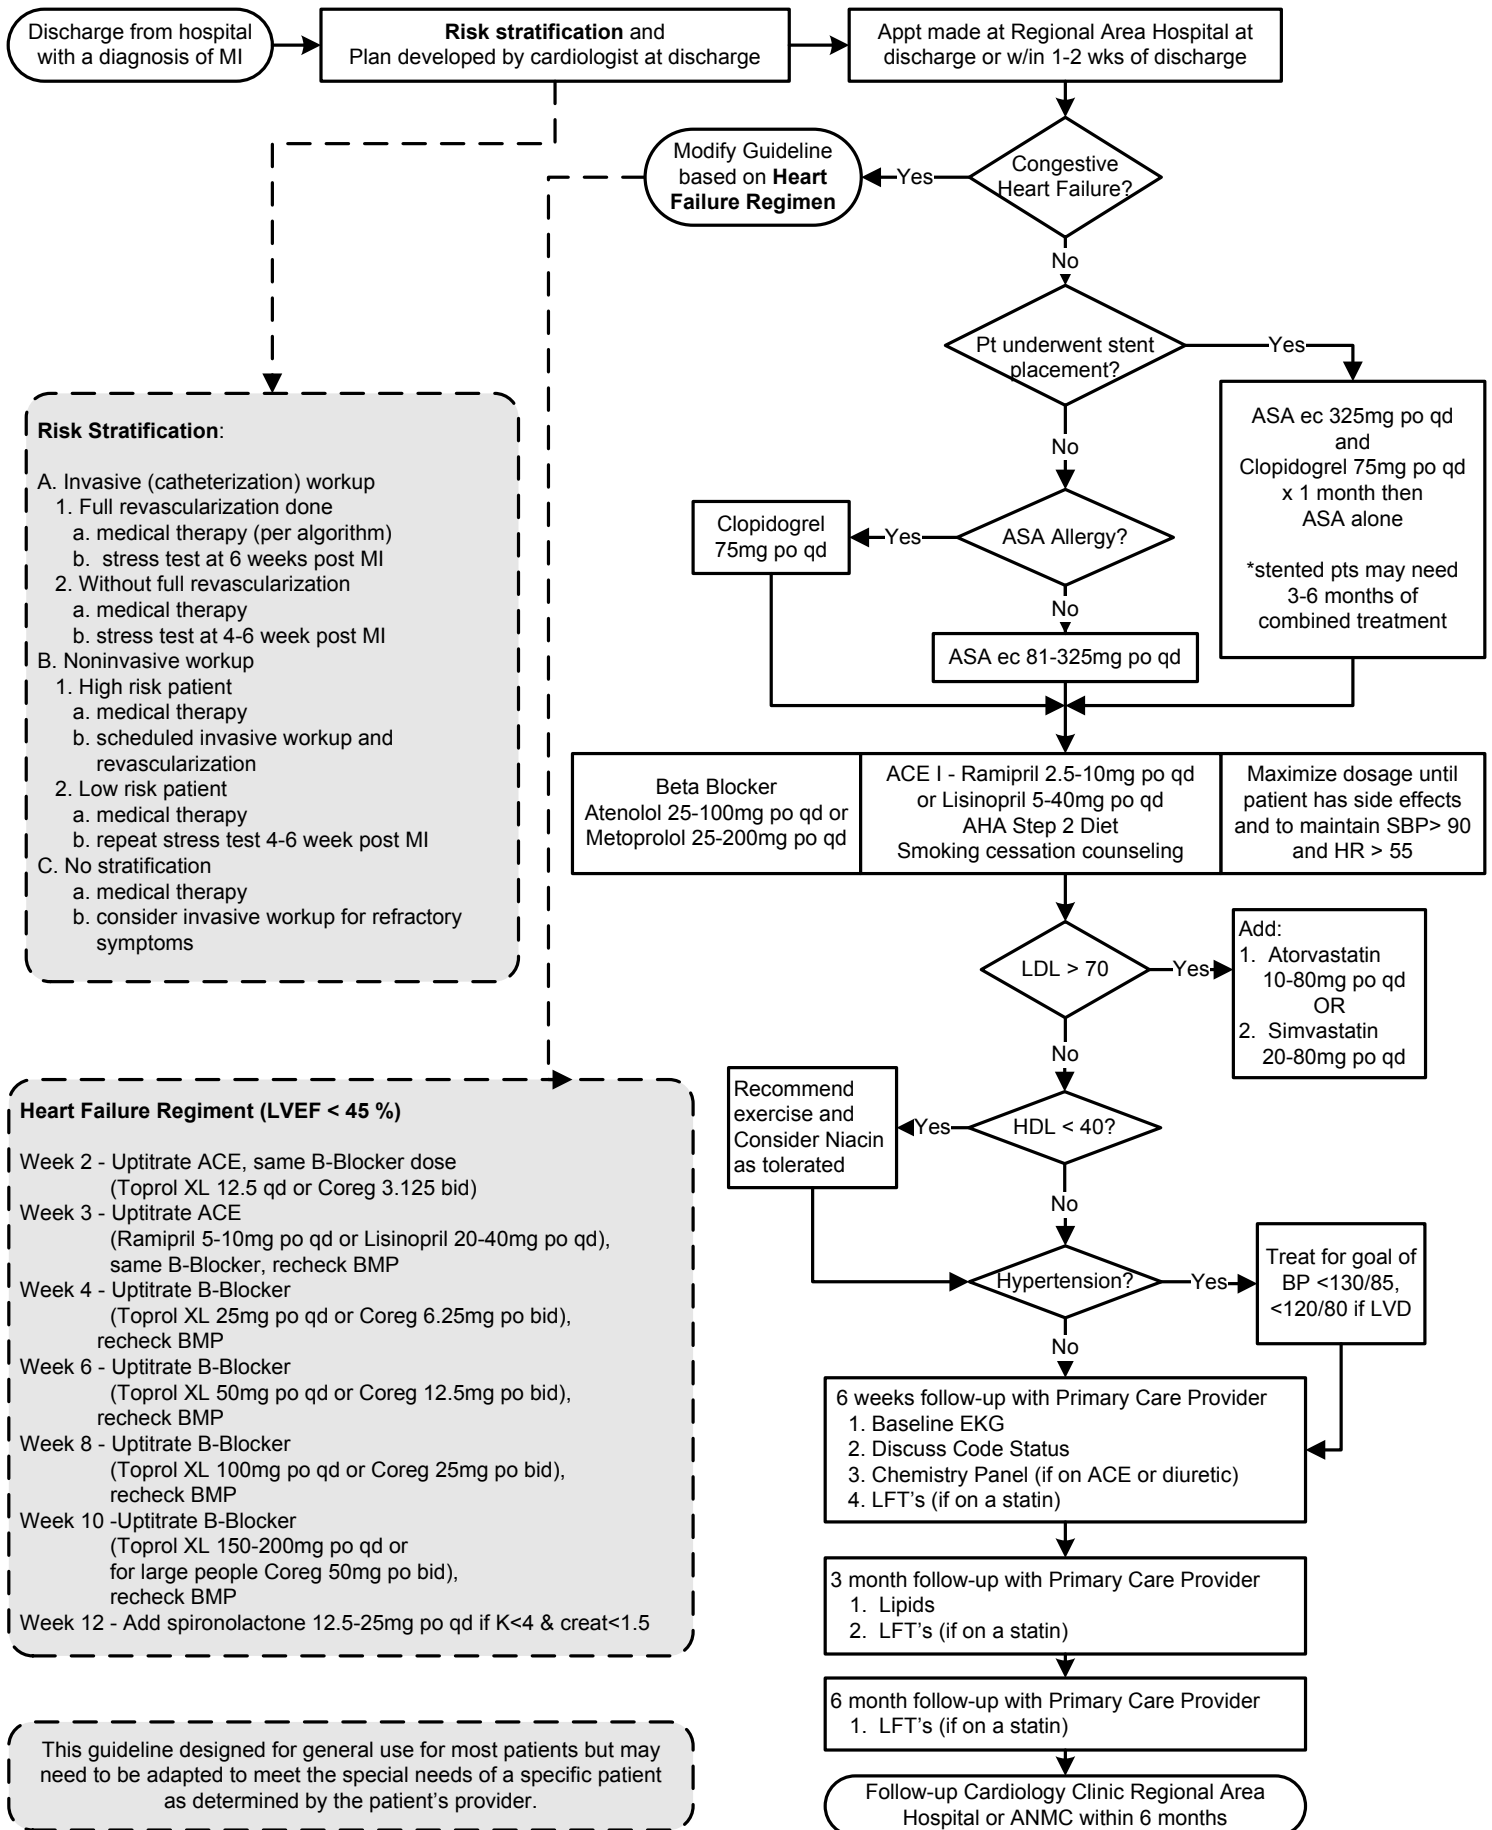 Discharge from hospital
with a diagnosis of MI
Risk stratification and
Plan developed by cardiologist at discharge
Appt made at Regional Area Hospital at
discharge or w/in 1-2 wks of discharge
Congestive
Heart Failure?
Yes
Modify Guideline
based on Heart
Failure Regimen
No
Pt underwent stent
placement?
Yes
ASA ec 325mg po qd
and
Clopidogrel 75mg po qd
x 1 month then
ASA alone
*stented pts may need
3-6 months of
combined treatment
No
ASA Allergy?
Yes
Clopidogrel
75mg po qd
No
ASA ec 81-325mg po qd
Beta Blocker
Atenolol 25-100mg po qd or
Metoprolol 25-200mg po qd
ACE I - Ramipril 2.5-10mg po qd
or Lisinopril 5-40mg po qd
AHA Step 2 Diet
Smoking cessation counseling
Maximize dosage until
patient has side effects
and to maintain SBP> 90
and HR > 55
LDL > 70
Yes
Add:
1. Atorvastatin
10-80mg po qd
OR
2. Simvastatin
20-80mg po qd
No
HDL < 40?
Yes
Recommend
exercise and
Consider Niacin
as tolerated
No
Hypertension?
Yes
Treat for goal of
BP <130/85,
<120/80 if LVD
No
6 weeks follow-up with Primary Care Provider
1. Baseline EKG
2. Discuss Code Status
3. Chemistry Panel (if on ACE or diuretic)
4. LFT's (if on a statin)
3 month follow-up with Primary Care Provider
1. Lipids
2. LFT's (if on a statin)
6 month follow-up with Primary Care Provider
1. LFT's (if on a statin)
Follow-up Cardiology Clinic Regional Area
Hospital or ANMC within 6 months
Risk Stratification:
A. Invasive (catheterization) workup
1. Full revascularization done
a. medical therapy (per algorithm)
b. stress test at 6 weeks post MI
2. Without full revascularization
a. medical therapy
b. stress test at 4-6 week post MI
B. Noninvasive workup
1. High risk patient
a. medical therapy
b. scheduled invasive workup and
revascularization
2. Low risk patient
a. medical therapy
b. repeat stress test 4-6 week post MI
C. No stratification
a. medical therapy
b. consider invasive workup for refractory
symptoms
Heart Failure Regiment (LVEF < 45 %)
Week 2 - Uptitrate ACE, same B-Blocker dose
(Toprol XL 12.5 qd or Coreg 3.125 bid)
Week 3 - Uptitrate ACE
(Ramipril 5-10mg po qd or Lisinopril 20-40mg po qd),
same B-Blocker, recheck BMP
Week 4 - Uptitrate B-Blocker
(Toprol XL 25mg po qd or Coreg 6.25mg po bid),
recheck BMP
Week 6 - Uptitrate B-Blocker
(Toprol XL 50mg po qd or Coreg 12.5mg po bid),
recheck BMP
Week 8 - Uptitrate B-Blocker
(Toprol XL 100mg po qd or Coreg 25mg po bid),
recheck BMP
Week 10 -Uptitrate B-Blocker
(Toprol XL 150-200mg po qd or
for large people Coreg 50mg po bid),
recheck BMP
Week 12 - Add spironolactone 12.5-25mg po qd if K<4 & creat<1.5
This guideline designed for general use for most patients but may
need to be adapted to meet the special needs of a specific patient
as determined by the patient's provider.